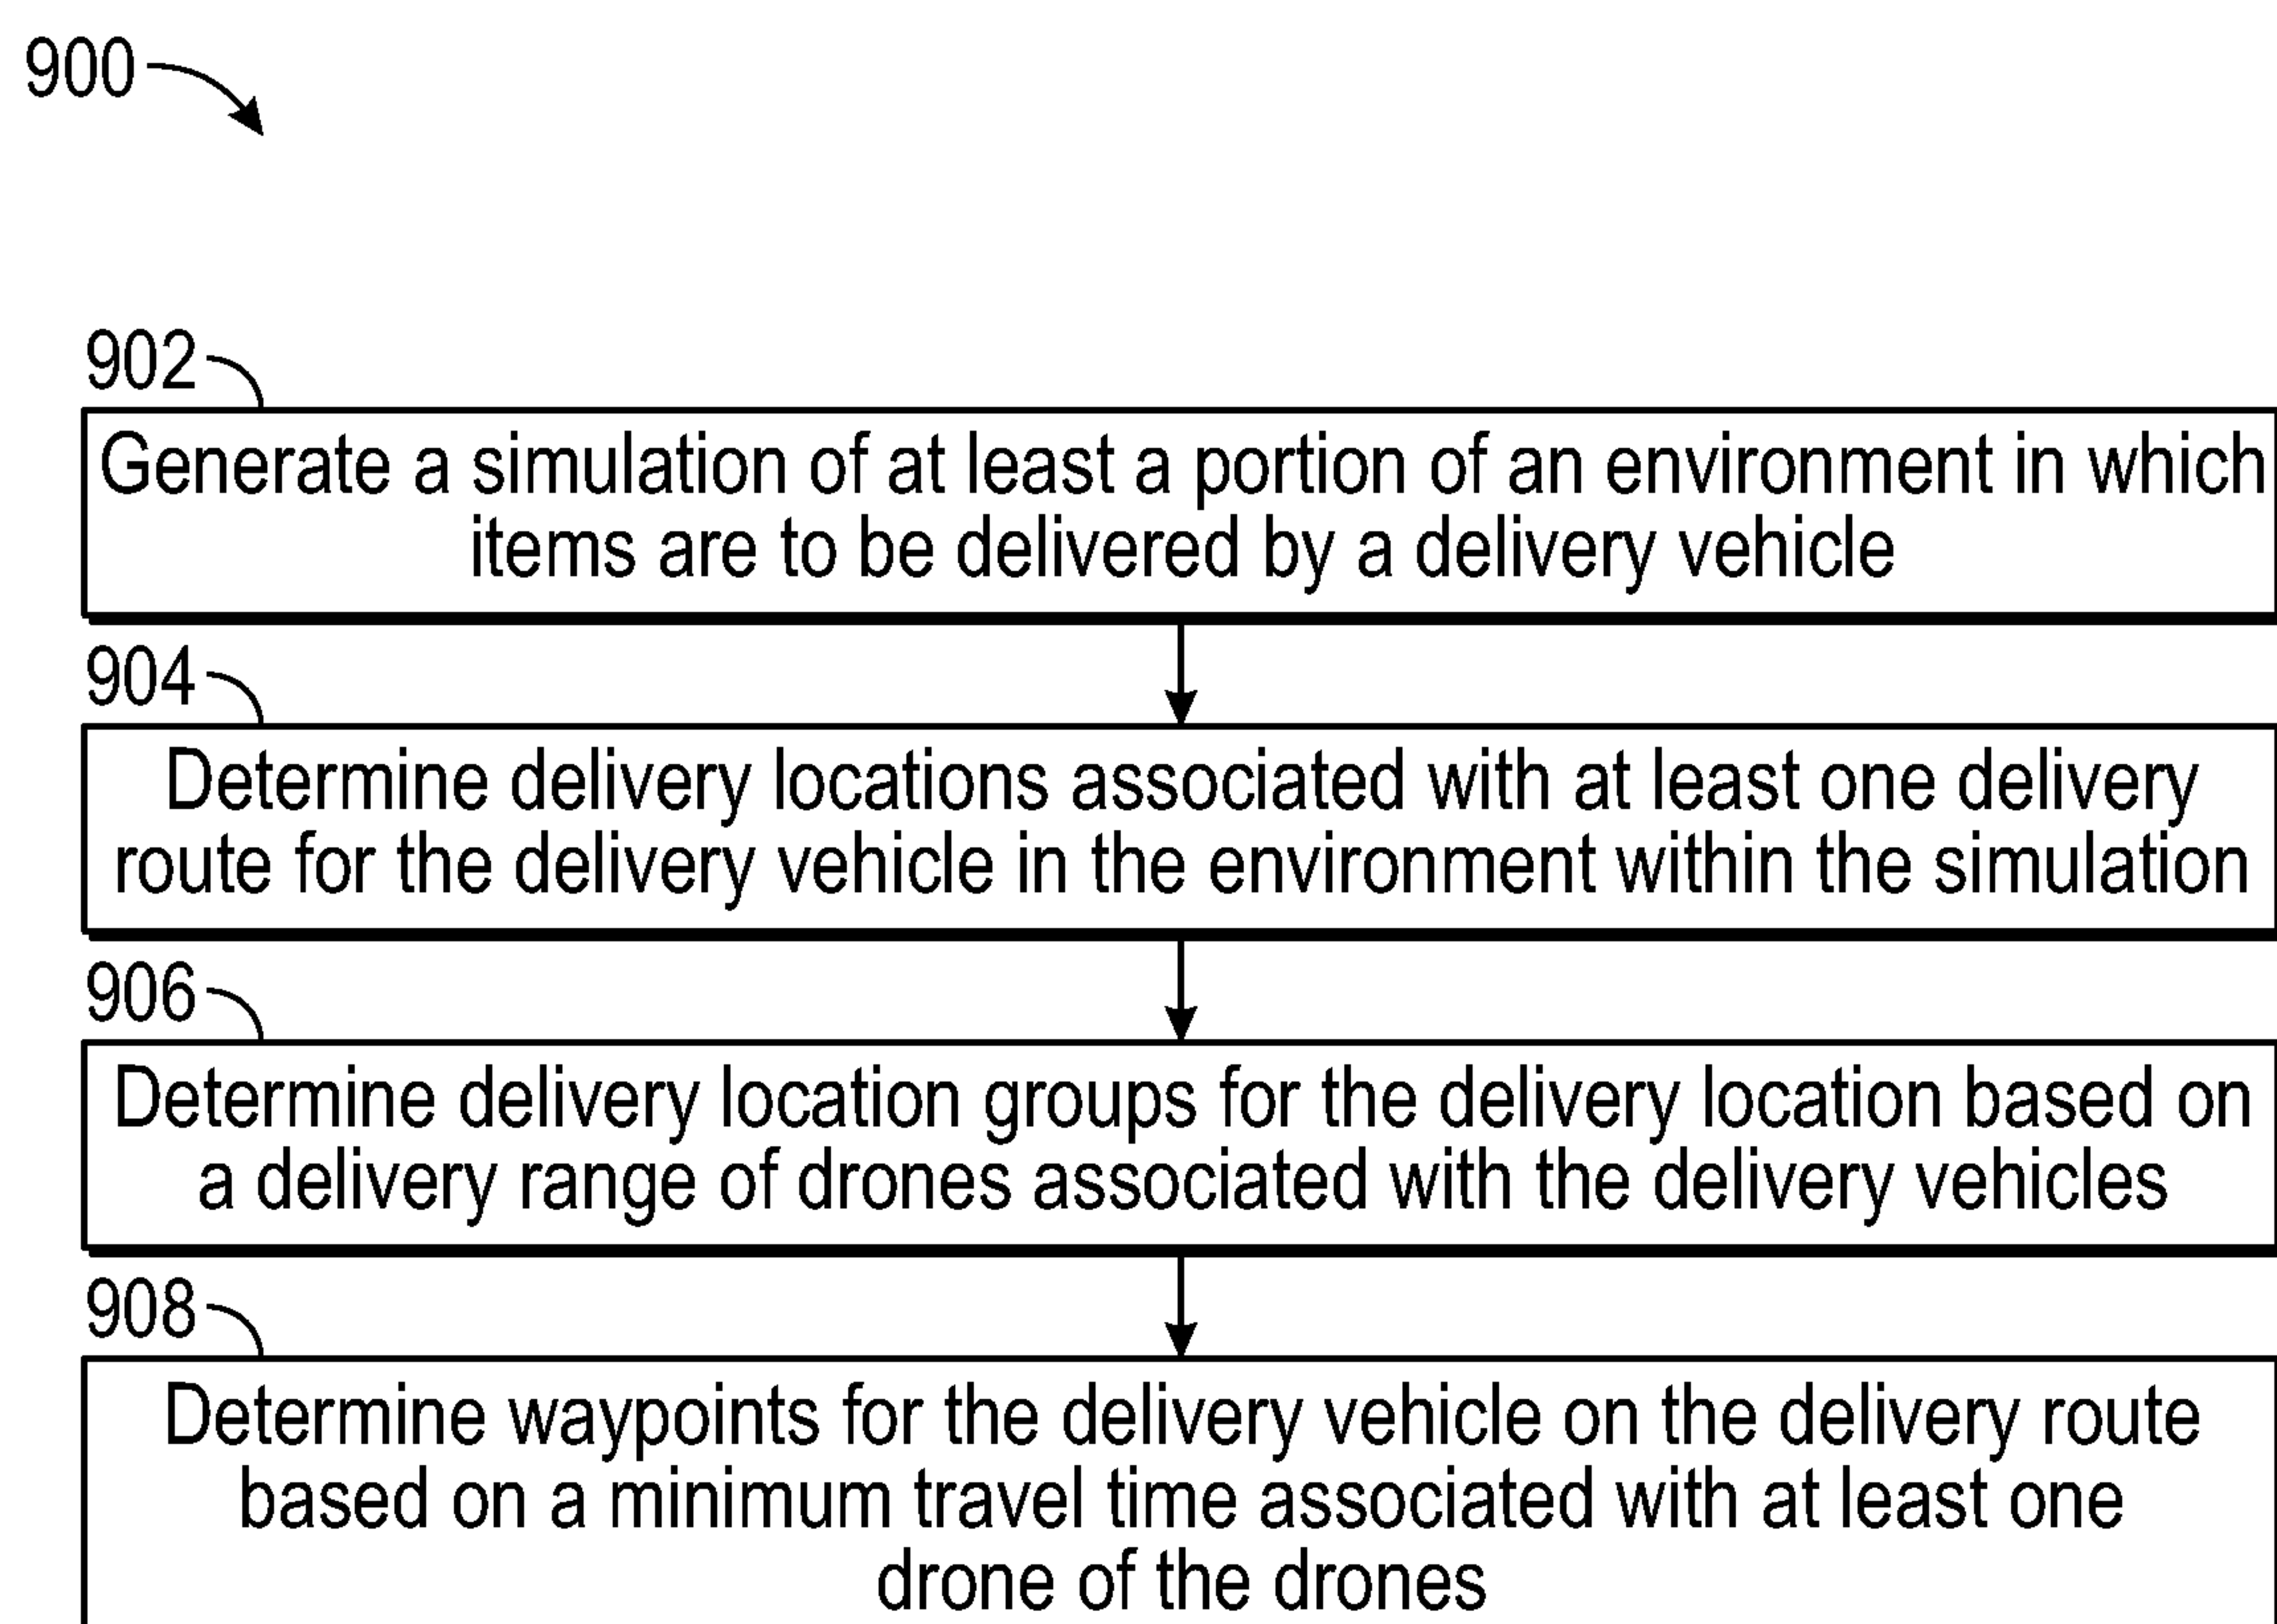 900
902
Generate a simulation of at least a portion of an environment in which
items are to be delivered by a delivery vehicle
904
Determine delivery locations associated with at least one delivery
route for the delivery vehicle in the environment within the simulation
906
Determine delivery location groups for the delivery location based on
a delivery range of drones associated with the delivery vehicles
908
Determine waypoints for the delivery vehicle on the delivery route
based on a minimum travel time associated with at least one
drone of the drones